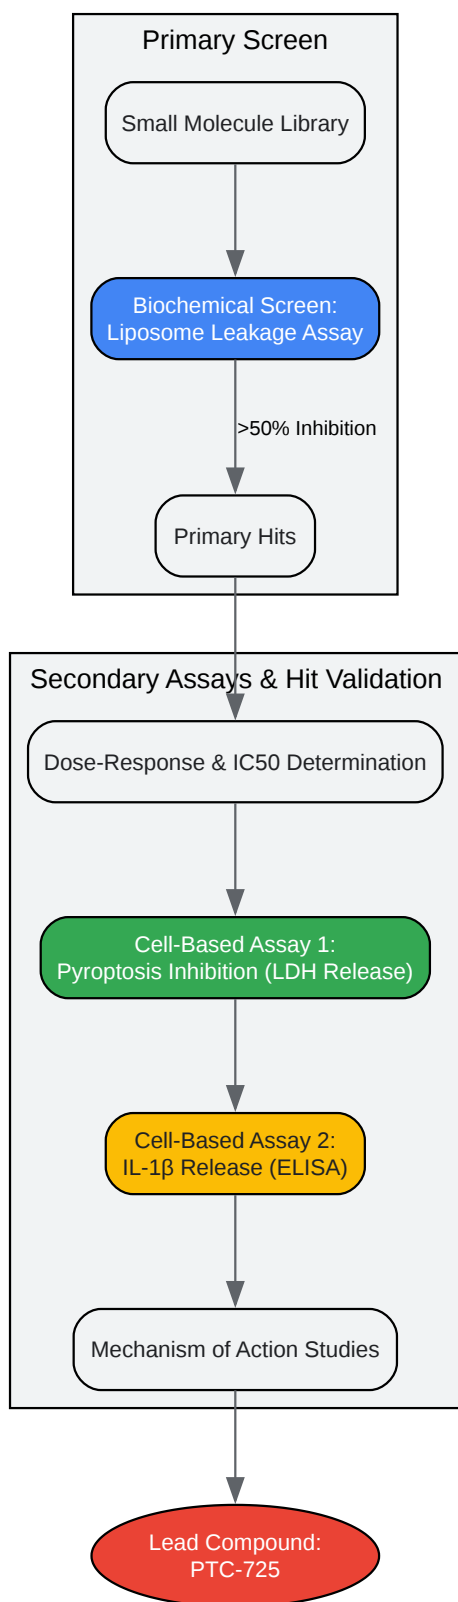 Primary Screen
Small Molecule Library
Biochemical Screen:
Liposome Leakage Assay
>50% Inhibition
Primary Hits
Secondary Assays & Hit Validation
Dose-Response & IC50 Determination
Cell-Based Assay 1:
Pyroptosis Inhibition (LDH Release)
Cell-Based Assay 2:
IL-1β Release (ELISA)
Mechanism of Action Studies
Lead Compound:
PTC-725